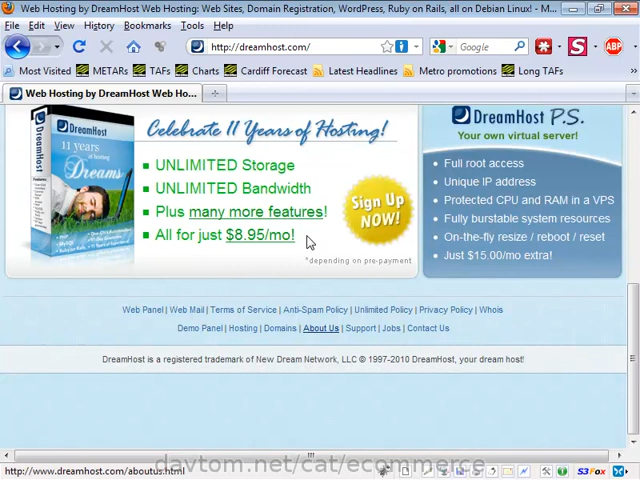 Web Hosting by DreamHost Web Hosting: Web Sites, Domain Registration, WordPress, Ruby on Rails, all on Debian Linux! - M...
File Edit View History Bookmarks Tools Help
http://dreamhost.com/
Google
ABP
Most Visited METARs TAFs Charts Cardiff Forecast Latest Headlines Metro promotions Long TAFs
Web Hosting by DreamHost Web Ho...
DreamHost
11 years
of hosting
Dreams
Celebrate 11 Years of Hosting!
UNLIMITED Storage
UNLIMITED Bandwidth
Plus many more features!
All for just $8.95/mo!
Sign Up
NOW!
*depending on pre-payment
DreamHost P.S.
Your own virtual server!
Full root access
Unique IP address
Protected CPU and RAM in a VPS
Fully burstable system resources
On-the-fly resize / reboot / reset
Just $15.00/mo extra!
Web Panel | Web Mail | Terms of Service | Anti-Spam Policy | Unlimited Policy | Privacy Policy | Whois
Demo Panel | Hosting | Domains | About Us | Support | Jobs | Contact Us
DreamHost is a registered trademark of New Dream Network, LLC © 1997-2010 DreamHost, your dream host!
http://www.dreamhost.com/aboutus.html
davtom.net/cat/ecommerce
S3Fox